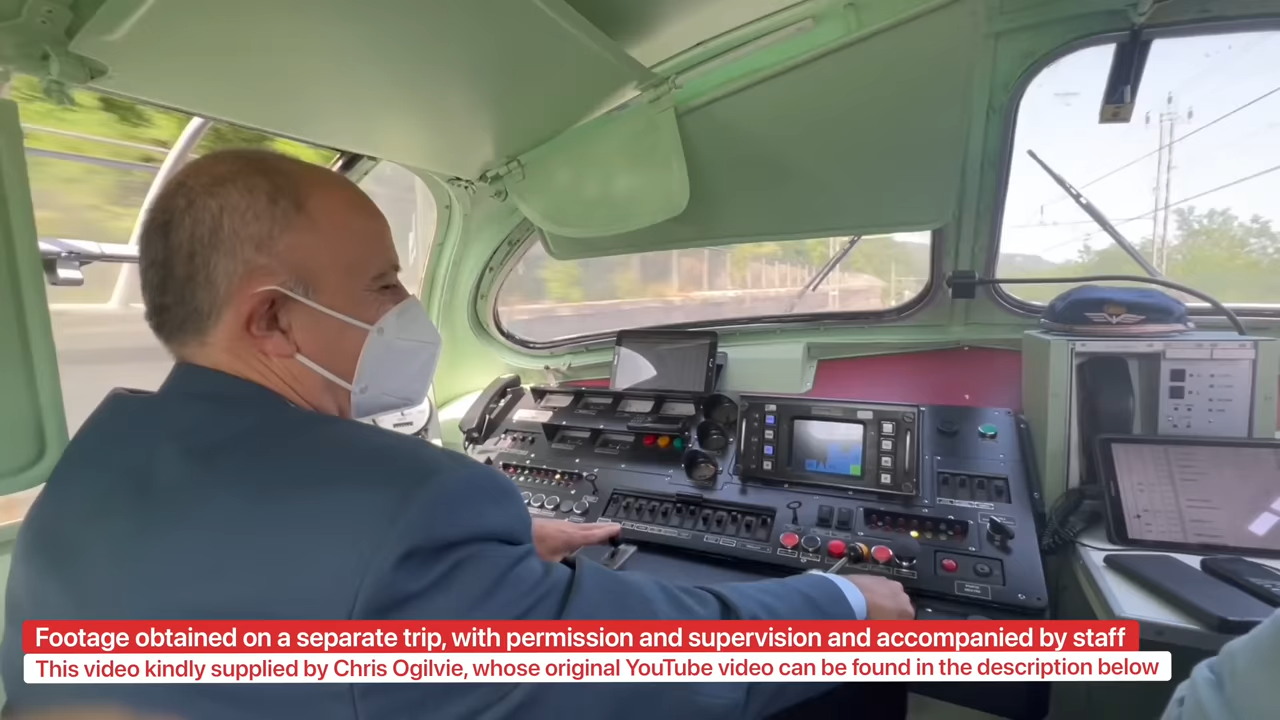 Footage obtained on a separate trip, with permission and supervision and accompanied by staff
This video kindly supplied by Chris Ogilvie, whose original YouTube video can be found in the description below